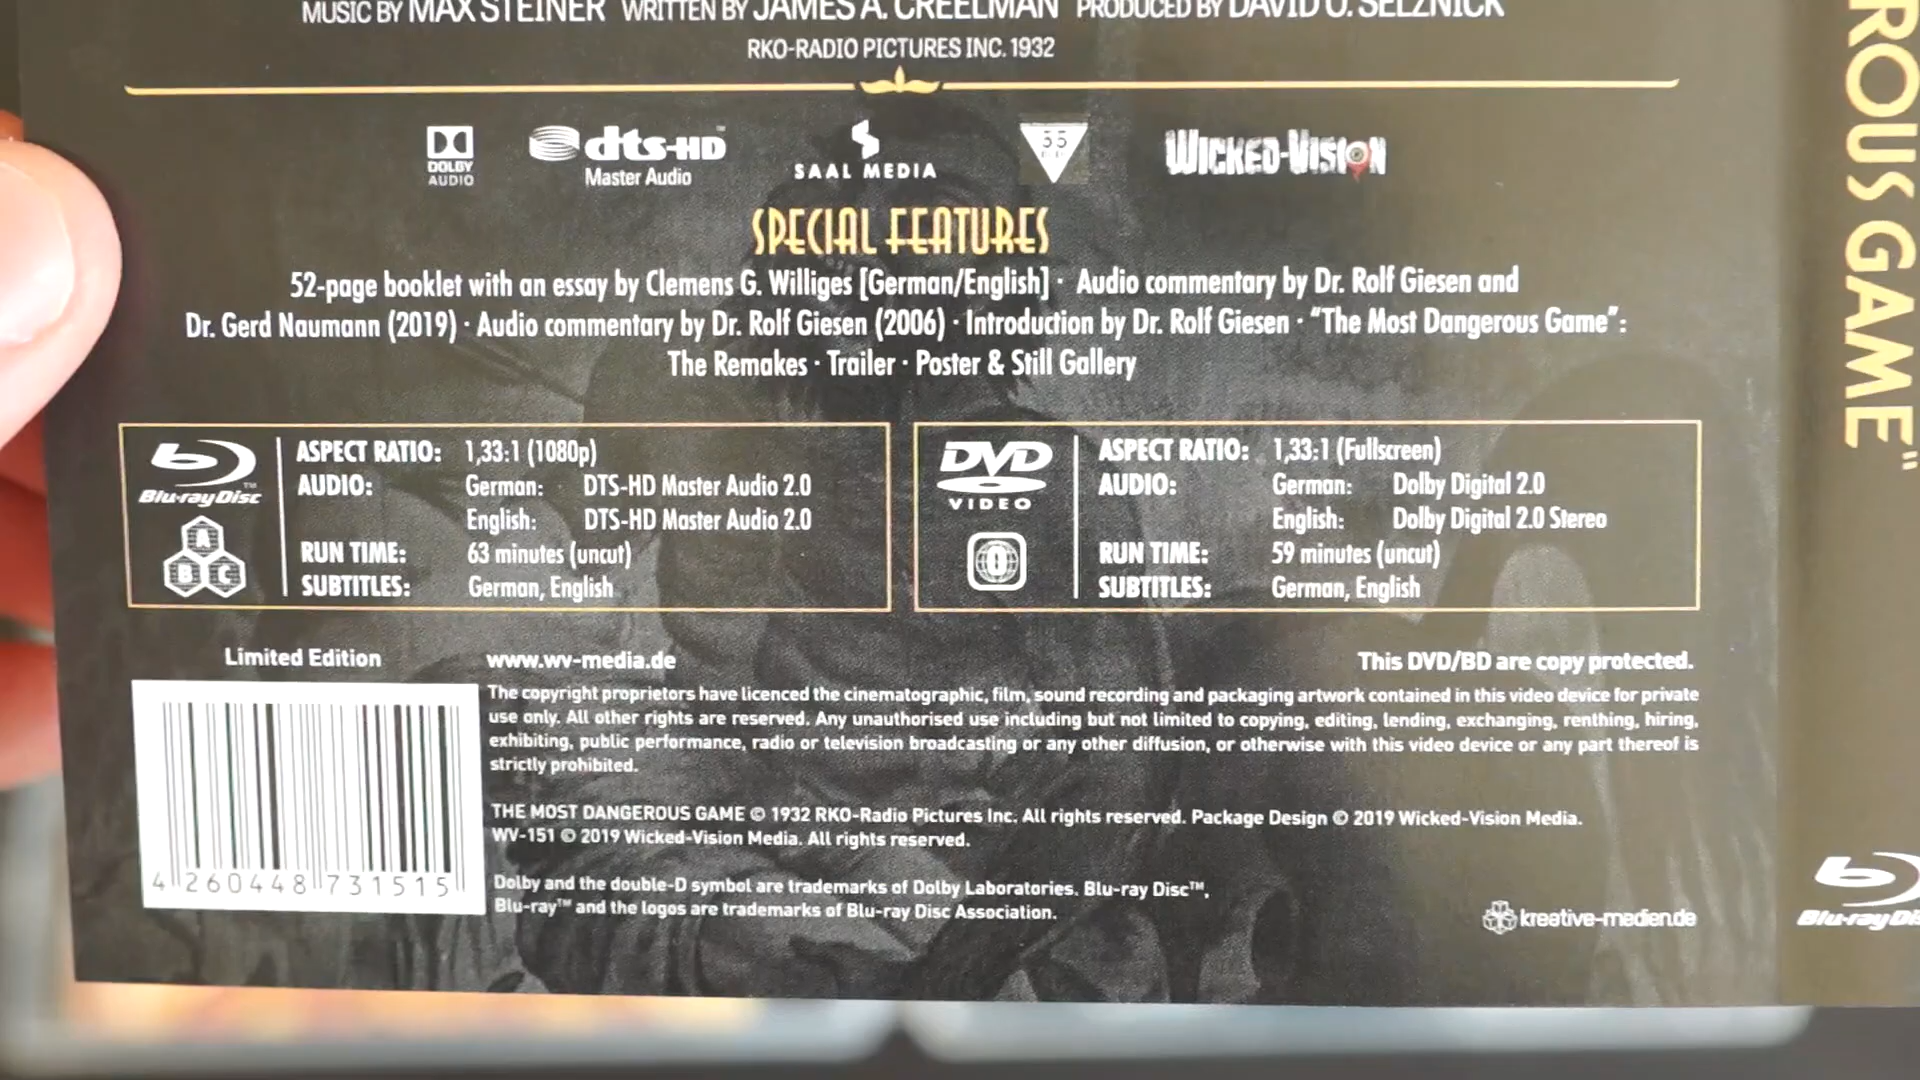 MUSIC BY MAX STEINER WRITTEN BY JAMES A. CREELMAN PRODUCED BY DAVID O. SELZNICK
RKO-RADIO PICTURES INC. 1932
DOLBY AUDIO
dts-HD Master Audio
SAAL MEDIA
WICKED-VISION
SPECIAL FEATURES
52-page booklet with an essay by Clemens G. Williges [German/English] · Audio commentary by Dr. Rolf Giesen and
Dr. Gerd Naumann (2019) · Audio commentary by Dr. Rolf Giesen (2006) · Introduction by Dr. Rolf Giesen · “The Most Dangerous Game”:
The Remakes · Trailer · Poster & Still Gallery
Blu-ray Disc™
A
B C
ASPECT RATIO: 1,33:1 (1080p)
AUDIO: German: DTS-HD Master Audio 2.0
English: DTS-HD Master Audio 2.0
RUN TIME: 63 minutes (uncut)
SUBTITLES: German, English
DVD
VIDEO
0
ASPECT RATIO: 1,33:1 (Fullscreen)
AUDIO: German: Dolby Digital 2.0
English: Dolby Digital 2.0 Stereo
RUN TIME: 59 minutes (uncut)
SUBTITLES: German, English
Limited Edition
www.wv-media.de
This DVD/BD are copy protected.
The copyright proprietors have licenced the cinematographic, film, sound recording and packaging artwork contained in this video device for private
use only. All other rights are reserved. Any unauthorised use including but not limited to copying, editing, lending, exchanging, renthing, hiring,
exhibiting, public performance, radio or television broadcasting or any other diffusion, or otherwise with this video device or any part thereof is
strictly prohibited.
THE MOST DANGEROUS GAME © 1932 RKO-Radio Pictures Inc. All rights reserved. Package Design © 2019 Wicked-Vision Media.
WV-151 © 2019 Wicked-Vision Media. All rights reserved.
4 260448 731515
Dolby and the double-D symbol are trademarks of Dolby Laboratories. Blu-ray Disc™,
Blu-ray™ and the logos are trademarks of Blu-ray Disc Association.
kreative-medien.de
ROUS GAME"